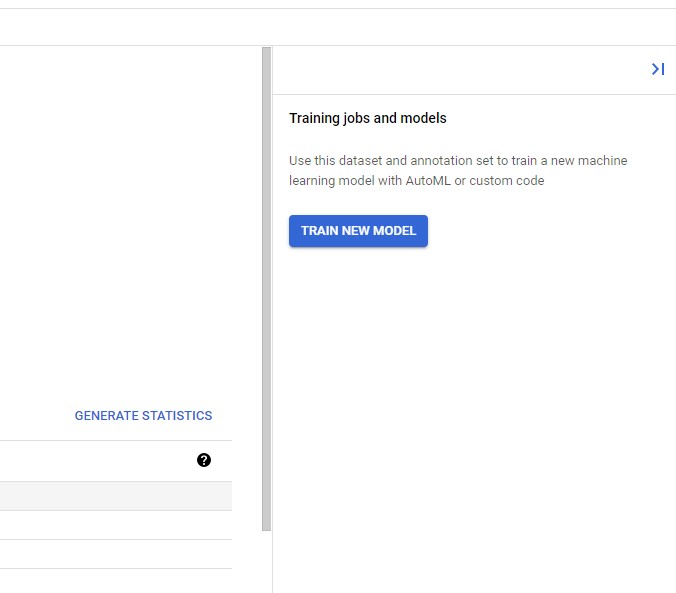 Training jobs and models
Use this dataset and annotation set to train a new machine
learning model with AutoML or custom code
TRAIN NEW MODEL
GENERATE STATISTICS